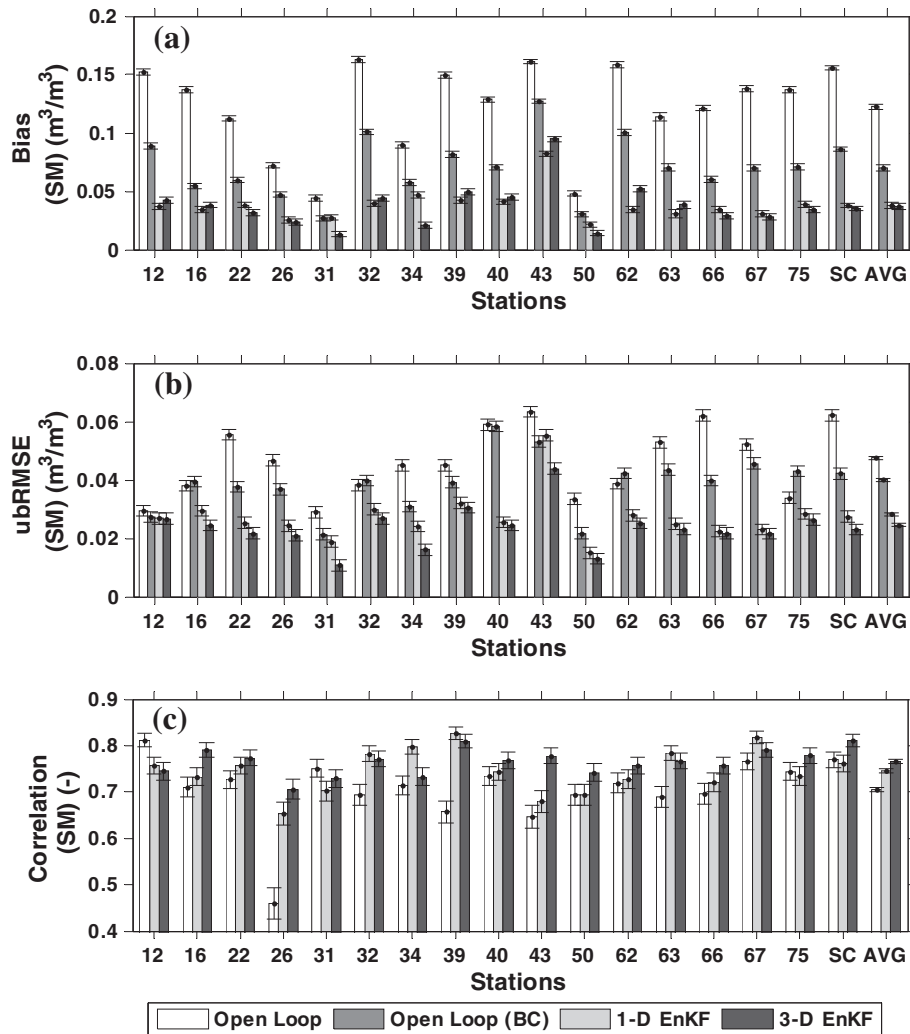 (a)
0.2
0.15
0.1
0.05
0
Bias
(SM) (m³/m³)
12 16 22 26 31 32 34 39 40 43 50 62 63 66 67 75 SC AVG
Stations
(b)
0.08
0.06
0.04
0.02
0
ubRMSE
(SM) (m³/m³)
12 16 22 26 31 32 34 39 40 43 50 62 63 66 67 75 SC AVG
Stations
(c)
0.9
0.8
0.7
0.6
0.5
0.4
Correlation
(SM) (-)
12 16 22 26 31 32 34 39 40 43 50 62 63 66 67 75 SC AVG
Stations
Open Loop Open Loop (BC) 1-D EnKF 3-D EnKF